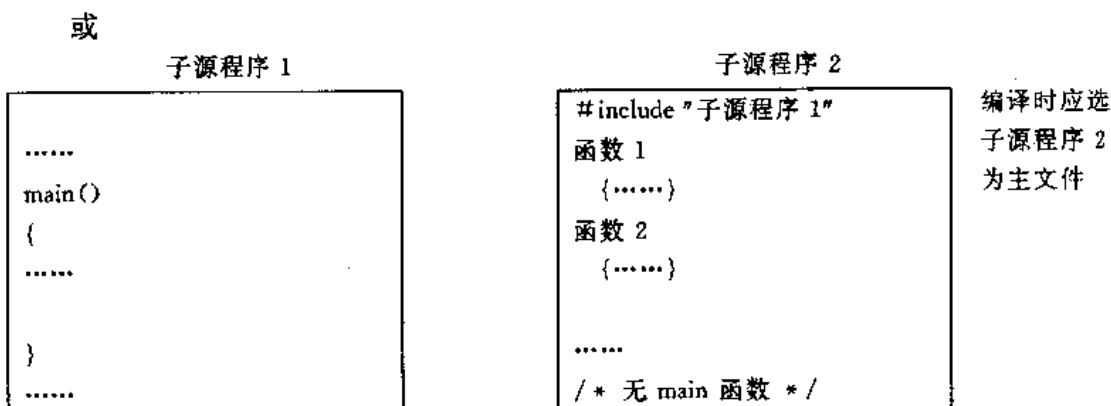 或
子源程序 1
……
main()
{
……
}
……
子源程序 2
#include "子源程序 1"
函数 1
{……}
函数 2
{……}
……
/* 无 main 函数 */
编译时应选
子源程序 2
为主文件